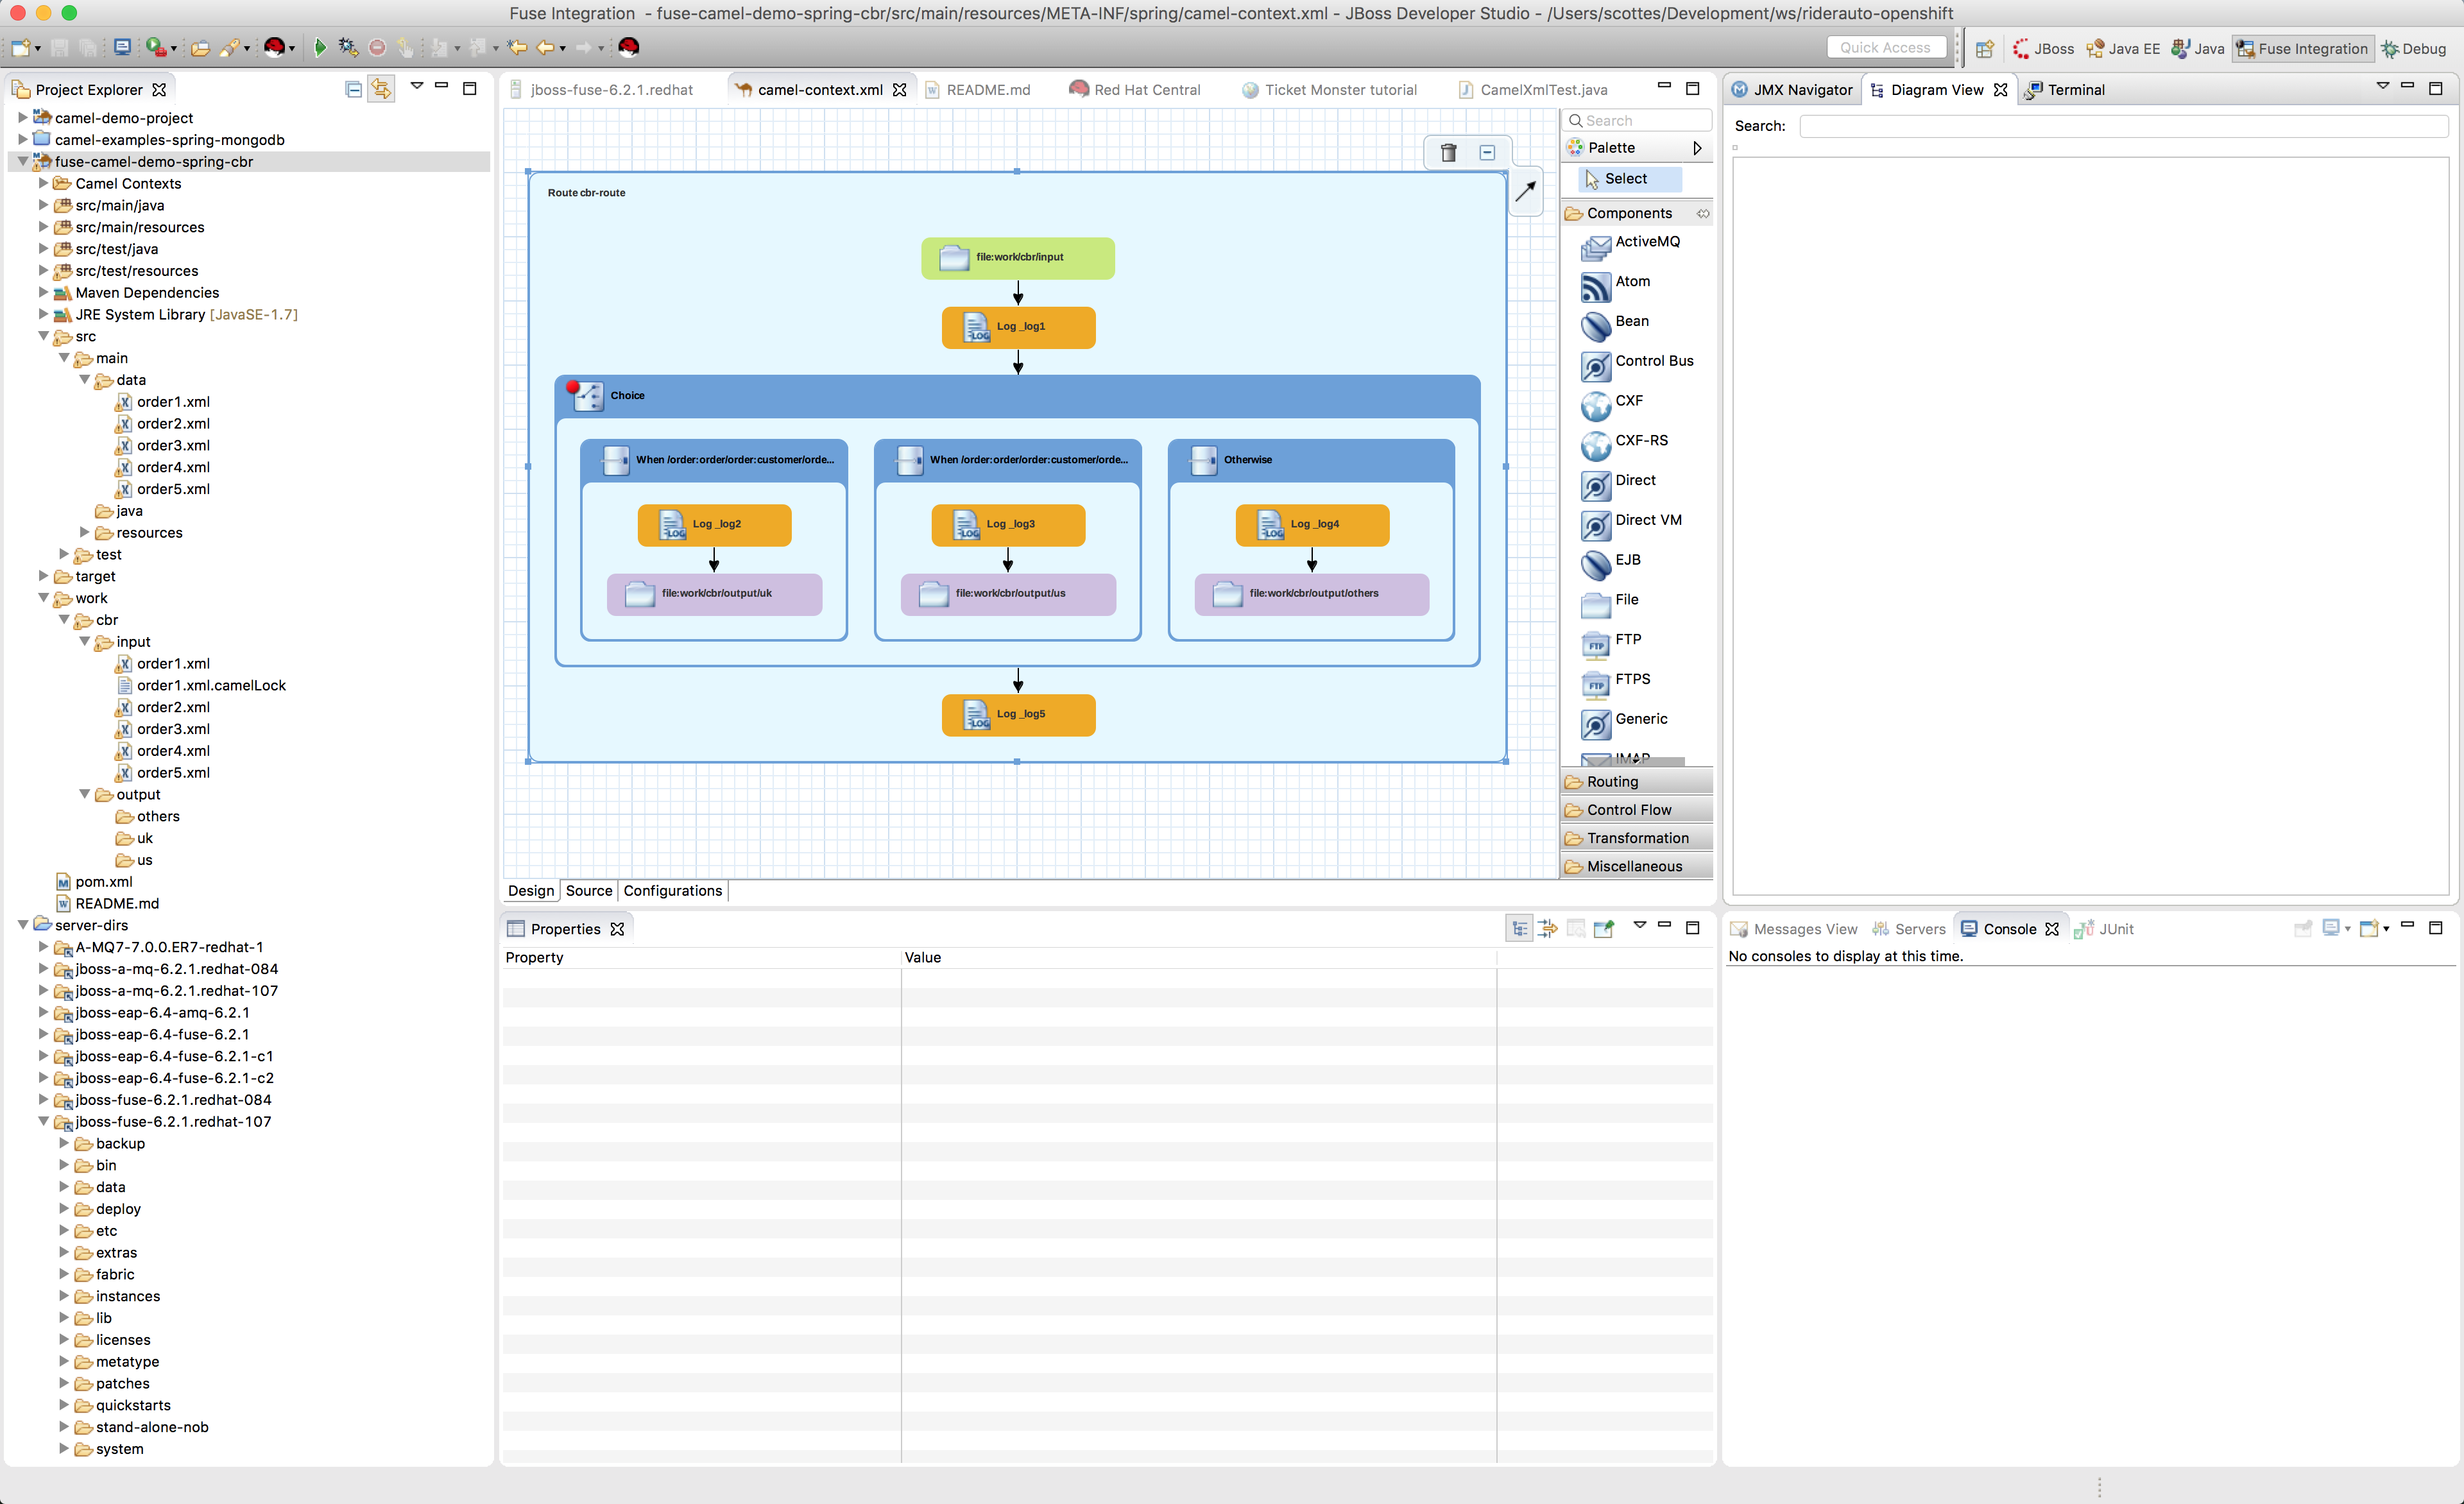 Fuse Integration - fuse-camel-demo-spring-cbr/src/main/resources/META-INF/spring/camel-context.xml - JBoss Developer Studio - /Users/scottes/Development/ws/riderauto-openshift
Quick Access
JBoss
Java EE
Java
Fuse Integration
Debug
Project Explorer
camel-demo-project
camel-examples-spring-mongodb
fuse-camel-demo-spring-cbr
Camel Contexts
src/main/java
src/main/resources
src/test/java
src/test/resources
Maven Dependencies
JRE System Library [JavaSE-1.7]
src
main
data
order1.xml
order2.xml
order3.xml
order4.xml
order5.xml
java
resources
test
target
work
cbr
input
order1.xml
order1.xml.camelLock
order2.xml
order3.xml
order4.xml
order5.xml
output
others
uk
us
pom.xml
README.md
server-dirs
A-MQ7-7.0.0.ER7-redhat-1
jboss-a-mq-6.2.1.redhat-084
jboss-a-mq-6.2.1.redhat-107
jboss-eap-6.4-amq-6.2.1
jboss-eap-6.4-fuse-6.2.1
jboss-eap-6.4-fuse-6.2.1-c1
jboss-eap-6.4-fuse-6.2.1-c2
jboss-fuse-6.2.1.redhat-084
jboss-fuse-6.2.1.redhat-107
backup
bin
data
deploy
etc
extras
fabric
instances
lib
licenses
metatype
patches
quickstarts
stand-alone-nob
system
jboss-fuse-6.2.1.redhat
camel-context.xml
README.md
Red Hat Central
Ticket Monster tutorial
CamelXmlTest.java
Route cbr-route
file:work/cbr/input
Log _log1
Choice
When /order:order/order:customer/orde...
When /order:order/order:customer/orde...
Otherwise
Log _log2
Log _log3
Log _log4
file:work/cbr/output/uk
file:work/cbr/output/us
file:work/cbr/output/others
Log _log5
Search
Palette
Select
Components
ActiveMQ
Atom
Bean
Control Bus
CXF
CXF-RS
Direct
Direct VM
EJB
File
FTP
FTPS
Generic
IMAP
Routing
Control Flow
Transformation
Miscellaneous
Design
Source
Configurations
Properties
Property
Value
JMX Navigator
Diagram View
Terminal
Search:
Messages View
Servers
Console
JUnit
No consoles to display at this time.